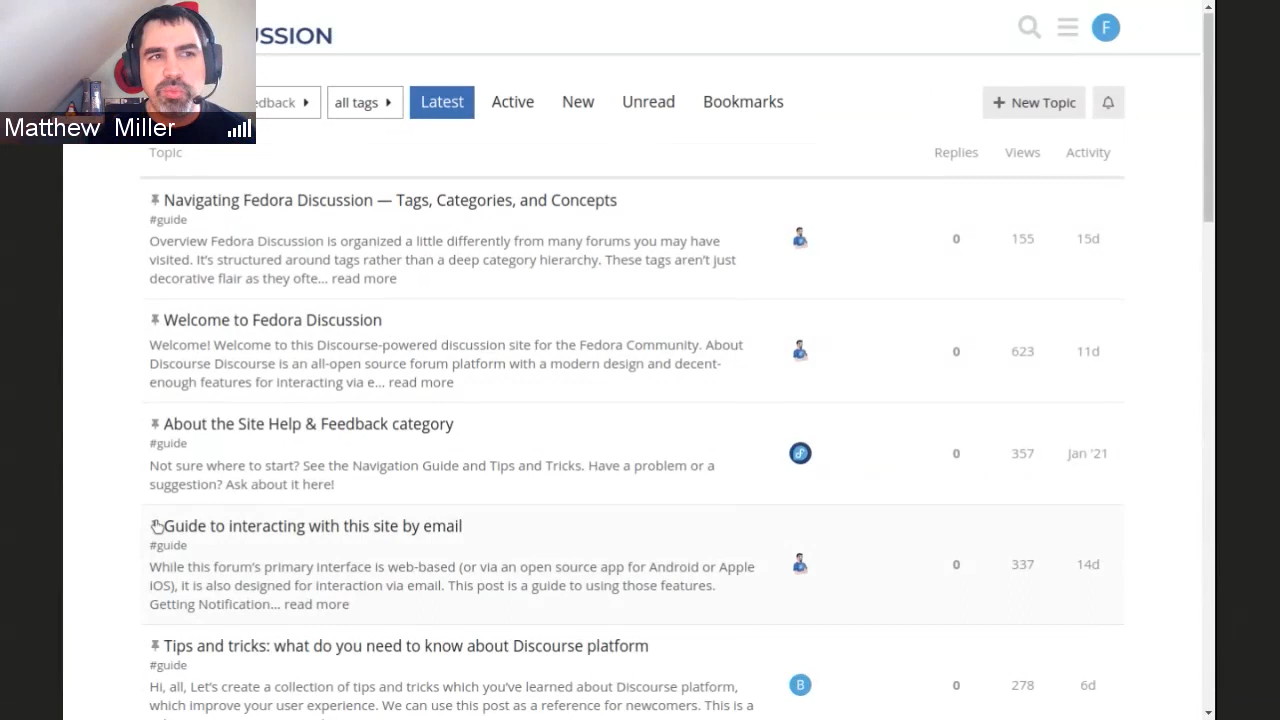 USSION
Matthew Miller
edback
all tags
Latest
Active
New
Unread
Bookmarks
+ New Topic
F
Topic
Replies
Views
Activity
Navigating Fedora Discussion — Tags, Categories, and Concepts
#guide
Overview Fedora Discussion is organized a little differently from many forums you may have
visited. It's structured around tags rather than a deep category hierarchy. These tags aren't just
decorative flair as they ofte... read more
0
155
15d
Welcome to Fedora Discussion
Welcome! Welcome to this Discourse-powered discussion site for the Fedora Community. About
Discourse Discourse is an all-open source forum platform with a modern design and decent-
enough features for interacting via e... read more
0
623
11d
About the Site Help & Feedback category
#guide
Not sure where to start? See the Navigation Guide and Tips and Tricks. Have a problem or a
suggestion? Ask about it here!
0
357
Jan '21
Guide to interacting with this site by email
#guide
While this forum's primary interface is web-based (or via an open source app for Android or Apple
iOS), it is also designed for interaction via email. This post is a guide to using those features.
Getting Notification... read more
0
337
14d
Tips and tricks: what do you need to know about Discourse platform
#guide
Hi, all, Let's create a collection of tips and tricks which you've learned about Discourse platform,
which improve your user experience. We can use this post as a reference for newcomers. This is a
B
0
278
6d